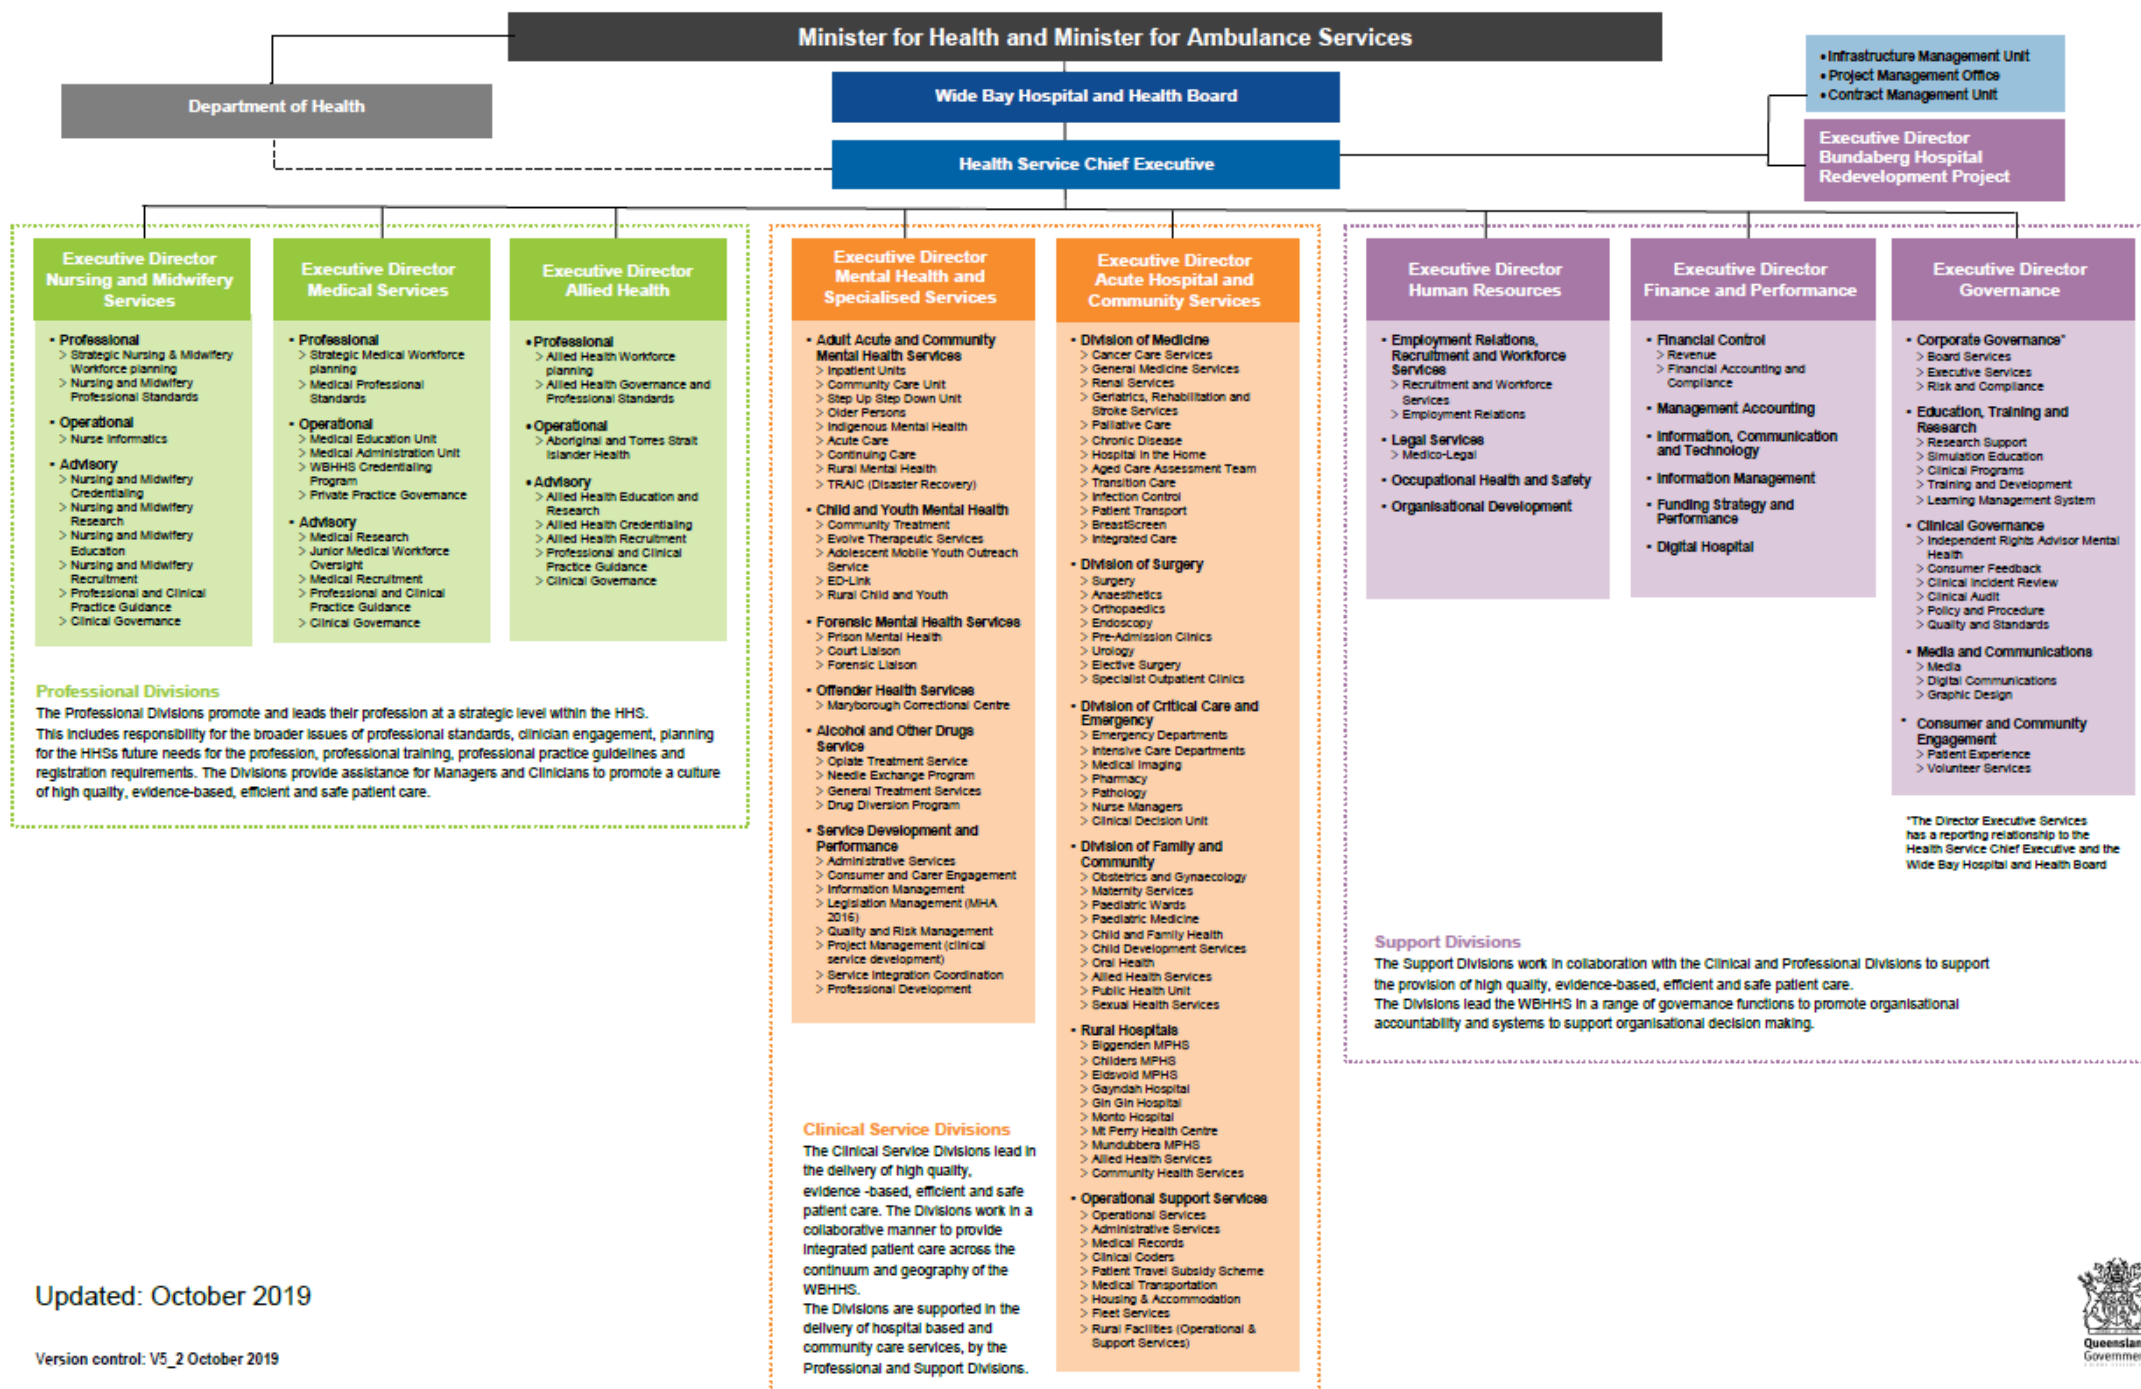 Minister for Health and Minister for Ambulance Services
• Infrastructure Management Unit
• Project Management Office
• Contract Management Unit
Department of Health
Wide Bay Hospital and Health Board
Executive Director
Bundaberg Hospital
Redevelopment Project
Health Service Chief Executive
Executive Director
Nursing and Midwifery
Services
• Professional
> Strategic Nursing & Midwifery
Workforce planning
> Nursing and Midwifery
Professional Standards
• Operational
> Nurse Informatics
• Advisory
> Nursing and Midwifery
Credentialing
> Nursing and Midwifery
Research
> Nursing and Midwifery
Education
> Nursing and Midwifery
Recruitment
> Professional and Clinical
Practice Guidance
> Clinical Governance
Executive Director
Medical Services
• Professional
> Strategic Medical Workforce
planning
> Medical Professional
Standards
• Operational
> Medical Education Unit
> Medical Administration Unit
> WBHHS Credentialing
Program
> Private Practice Governance
• Advisory
> Medical Research
> Junior Medical Workforce
Oversight
> Medical Recruitment
> Professional and Clinical
Practice Guidance
> Clinical Governance
Executive Director
Allied Health
• Professional
> Allied Health Workforce
planning
> Allied Health Governance and
Professional Standards
• Operational
> Aboriginal and Torres Strait
Islander Health
• Advisory
> Allied Health Education and
Research
> Allied Health Credentialing
> Allied Health Recruitment
> Professional and Clinical
Practice Guidance
> Clinical Governance
Professional Divisions
The Professional Divisions promote and leads their profession at a strategic level within the HHS.
This includes responsibility for the broader issues of professional standards, clinician engagement, planning
for the HHSs future needs for the profession, professional training, professional practice guidelines and
registration requirements. The Divisions provide assistance for Managers and Clinicians to promote a culture
of high quality, evidence-based, efficient and safe patient care.
Executive Director
Mental Health and
Specialised Services
• Adult Acute and Community
Mental Health Services
> Inpatient Units
> Community Care Unit
> Step Up Step Down Unit
> Older Persons
> Indigenous Mental Health
> Acute Care
> Continuing Care
> Rural Mental Health
> TRAIC (Disaster Recovery)
• Child and Youth Mental Health
> Community Treatment
> Evolve Therapeutic Services
> Adolescent Mobile Youth Outreach
Service
> ED-Link
> Rural Child and Youth
• Forensic Mental Health Services
> Prison Mental Health
> Court Liaison
> Forensic Liaison
• Offender Health Services
> Maryborough Correctional Centre
• Alcohol and Other Drugs
Service
> Opiate Treatment Service
> Needle Exchange Program
> General Treatment Services
> Drug Diversion Program
• Service Development and
Performance
> Administrative Services
> Consumer and Carer Engagement
> Information Management
> Legislation Management (MHA
2016)
> Quality and Risk Management
> Project Management (clinical
service development)
> Service Integration Coordination
> Professional Development
Clinical Service Divisions
The Clinical Service Divisions lead in
the delivery of high quality,
evidence -based, efficient and safe
patient care. The Divisions work in a
collaborative manner to provide
integrated patient care across the
continuum and geography of the
WBHHS.
The Divisions are supported in the
delivery of hospital based and
community care services, by the
Professional and Support Divisions.
Executive Director
Acute Hospital and
Community Services
• Division of Medicine
> Cancer Care Services
> General Medicine Services
> Renal Services
> Geriatrics, Rehabilitation and
Stroke Services
> Palliative Care
> Chronic Disease
> Hospital in the Home
> Aged Care Assessment Team
> Transition Care
> Infection Control
> Patient Transport
> BreastScreen
> Integrated Care
• Division of Surgery
> Surgery
> Anaesthetics
> Orthopaedics
> Endoscopy
> Pre-Admission Clinics
> Urology
> Elective Surgery
> Specialist Outpatient Clinics
• Division of Critical Care and
Emergency
> Emergency Departments
> Intensive Care Departments
> Medical Imaging
> Pharmacy
> Pathology
> Nurse Managers
> Clinical Decision Unit
• Division of Family and
Community
> Obstetrics and Gynaecology
> Maternity Services
> Paediatric Wards
> Paediatric Medicine
> Child and Family Health
> Child Development Services
> Oral Health
> Allied Health Services
> Public Health Unit
> Sexual Health Services
• Rural Hospitals
> Biggenden MPHS
> Childers MPHS
> Eidsvold MPHS
> Gayndah Hospital
> Gin Gin Hospital
> Monto Hospital
> Mt Perry Health Centre
> Mundubbera MPHS
> Allied Health Services
> Community Health Services
• Operational Support Services
> Operational Services
> Administrative Services
> Medical Records
> Clinical Coders
> Patient Travel Subsidy Scheme
> Medical Transportation
> Housing & Accommodation
> Fleet Services
> Rural Facilities (Operational &
Support Services)
Executive Director
Human Resources
• Employment Relations,
Recruitment and Workforce
Services
> Recruitment and Workforce
Services
> Employment Relations
• Legal Services
> Medico-Legal
• Occupational Health and Safety
• Organisational Development
Executive Director
Finance and Performance
• Financial Control
> Revenue
> Financial Accounting and
Compliance
• Management Accounting
• Information, Communication
and Technology
• Information Management
• Funding Strategy and
Performance
• Digital Hospital
Executive Director
Governance
• Corporate Governance*
> Board Services
> Executive Services
> Risk and Compliance
• Education, Training and
Research
> Research Support
> Simulation Education
> Clinical Programs
> Training and Development
> Learning Management System
• Clinical Governance
> Independent Rights Advisor Mental
Health
> Consumer Feedback
> Clinical Incident Review
> Clinical Audit
> Policy and Procedure
> Quality and Standards
• Media and Communications
> Media
> Digital Communications
> Graphic Design
• Consumer and Community
Engagement
> Patient Experience
> Volunteer Services
*The Director Executive Services
has a reporting relationship to the
Health Service Chief Executive and the
Wide Bay Hospital and Health Board
Support Divisions
The Support Divisions work in collaboration with the Clinical and Professional Divisions to support
the provision of high quality, evidence-based, efficient and safe patient care.
The Divisions lead the WBHHS in a range of governance functions to promote organisational
accountability and systems to support organisational decision making.
Updated: October 2019
Version control: V5_2 October 2019
Queenslan
Governme